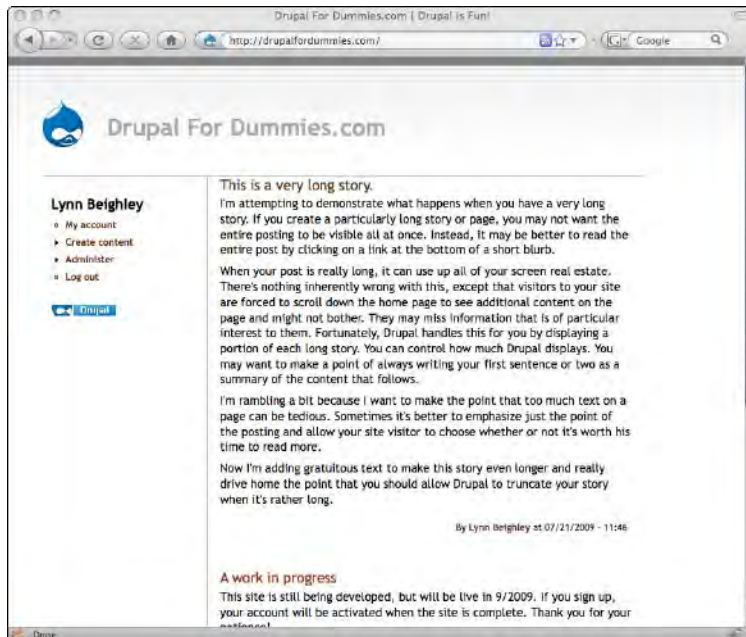 Drupal For Dummies.com | Drupal is Fun!
http://drupalfordummies.com/
Google
Drupal For Dummies.com
Lynn Beighley
My account
Create content
Administer
Log out
Drupal
This is a very long story.
I'm attempting to demonstrate what happens when you have a very long
story. If you create a particularly long story or page, you may not want the
entire posting to be visible all at once. Instead, it may be better to read the
entire post by clicking on a link at the bottom of a short blurb.
When your post is really long, it can use up all of your screen real estate.
There's nothing inherently wrong with this, except that visitors to your site
are forced to scroll down the home page to see additional content on the
page and might not bother. They may miss information that is of particular
interest to them. Fortunately, Drupal handles this for you by displaying a
portion of each long story. You can control how much Drupal displays. You
may want to make a point of always writing your first sentence or two as a
summary of the content that follows.
I'm rambling a bit because I want to make the point that too much text on a
page can be tedious. Sometimes it's better to emphasize just the point of
the posting and allow your site visitor to choose whether or not it's worth his
time to read more.
Now I'm adding gratuitous text to make this story even longer and really
drive home the point that you should allow Drupal to truncate your story
when it's rather long.
By Lynn Beighley at 07/21/2009 - 11:46
A work in progress
This site is still being developed, but will be live in 9/2009. If you sign up,
your account will be activated when the site is complete. Thank you for your
patience!
Done